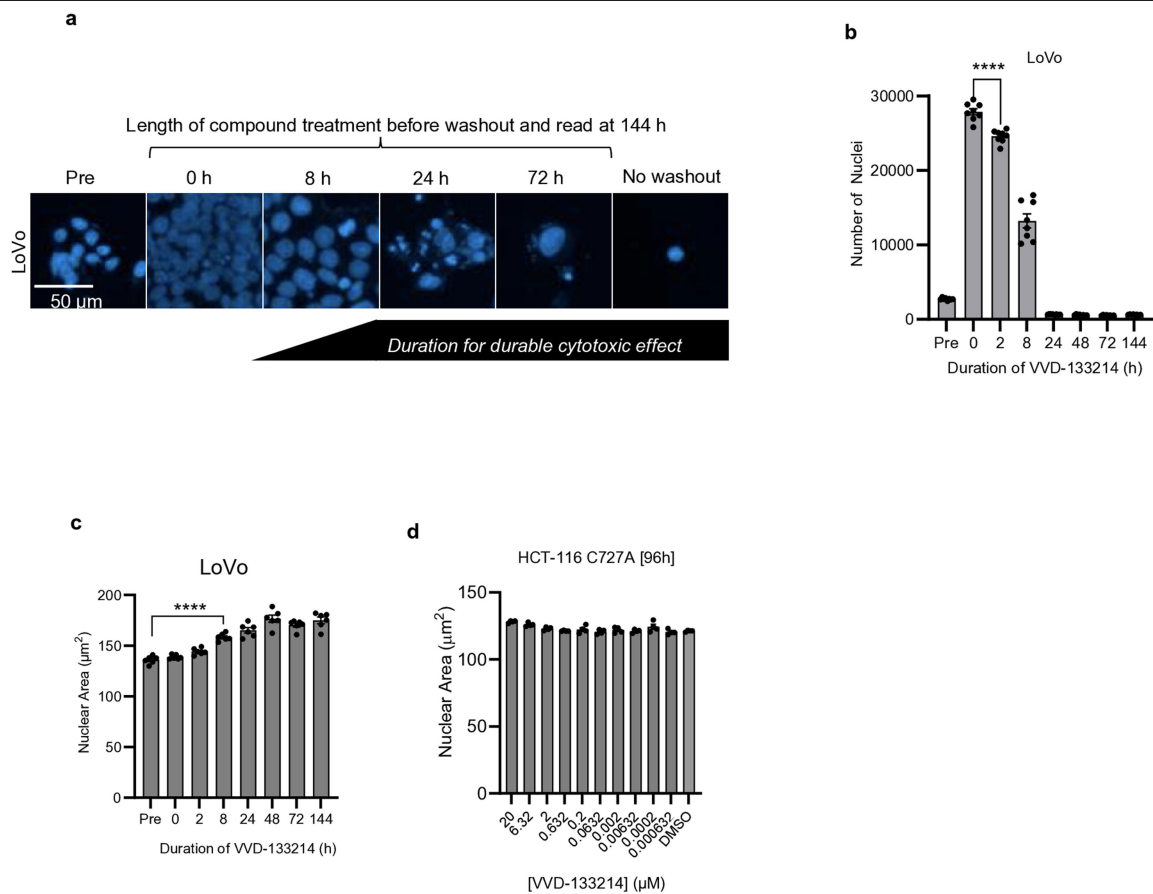 a
Length of compound treatment before washout and read at 144 h
Pre 0 h 8 h 24 h 72 h No washout
LoVo
50 µm
Duration for durable cytotoxic effect
b
LoVo
****
Number of Nuclei
30000
20000
10000
0
Pre 0 2 8 24 48 72 144
Duration of VVD-133214 (h)
c
LoVo
****
Nuclear Area (µm2)
200
150
100
50
0
Pre 0 2 8 24 48 72 144
Duration of VVD-133214 (h)
d
HCT-116 C727A [96h]
Nuclear Area (µm2)
150
100
50
0
20 6.32 2 0.632 0.2 0.0632 0.002 0.00632 0.0002 0.000632 DMSO
[VVD-133214] (µM)